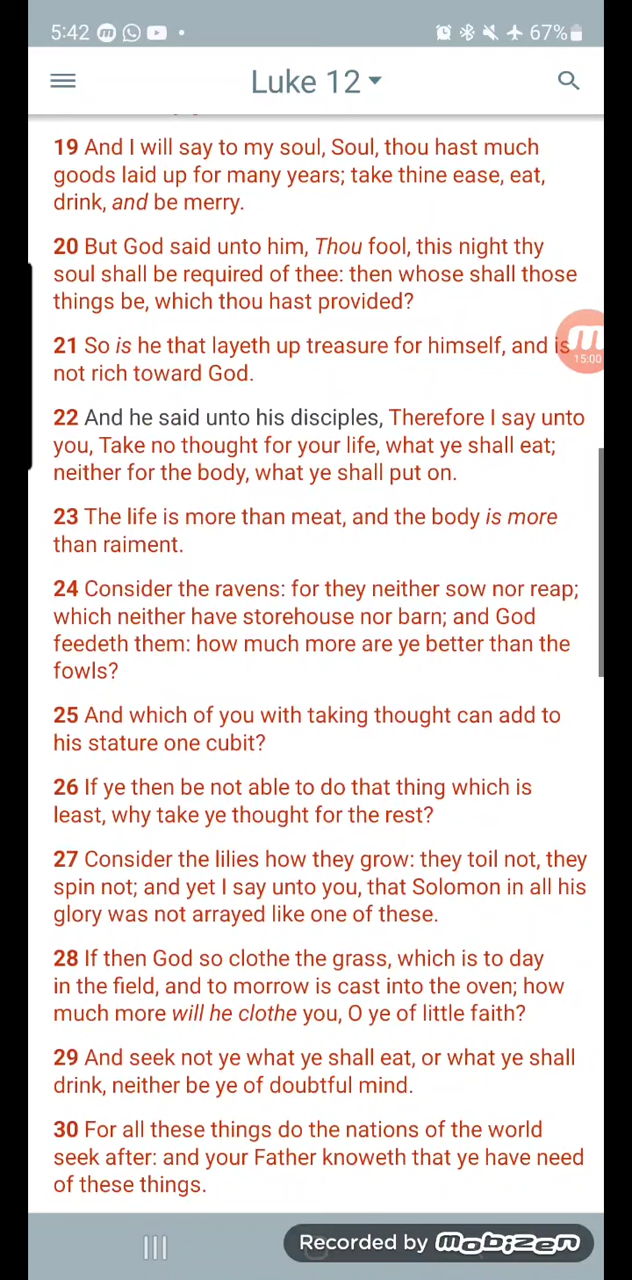 5:42 67%
Luke 12
19 And I will say to my soul, Soul, thou hast much
goods laid up for many years; take thine ease, eat,
drink, and be merry.
20 But God said unto him, Thou fool, this night thy
soul shall be required of thee: then whose shall those
things be, which thou hast provided?
21 So is he that layeth up treasure for himself, and is
not rich toward God.
15:00
22 And he said unto his disciples, Therefore I say unto
you, Take no thought for your life, what ye shall eat;
neither for the body, what ye shall put on.
23 The life is more than meat, and the body is more
than raiment.
24 Consider the ravens: for they neither sow nor reap;
which neither have storehouse nor barn; and God
feedeth them: how much more are ye better than the
fowls?
25 And which of you with taking thought can add to
his stature one cubit?
26 If ye then be not able to do that thing which is
least, why take ye thought for the rest?
27 Consider the lilies how they grow: they toil not, they
spin not; and yet I say unto you, that Solomon in all his
glory was not arrayed like one of these.
28 If then God so clothe the grass, which is to day
in the field, and to morrow is cast into the oven; how
much more will he clothe you, O ye of little faith?
29 And seek not ye what ye shall eat, or what ye shall
drink, neither be ye of doubtful mind.
30 For all these things do the nations of the world
seek after: and your Father knoweth that ye have need
of these things.
Recorded by mobizen